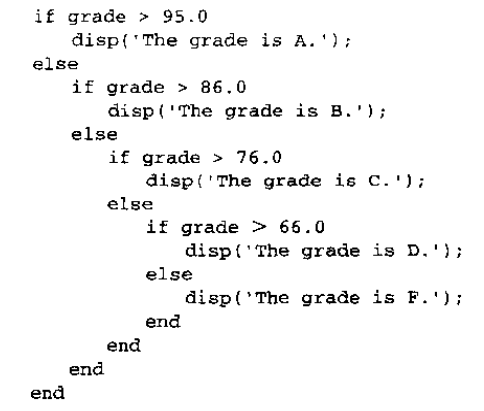 if grade > 95.0
    disp('The grade is A.');
else
    if grade > 86.0
        disp('The grade is B.');
    else
        if grade > 76.0
            disp('The grade is C.');
        else
            if grade > 66.0
                disp('The grade is D.');
            else
                disp('The grade is F.');
            end
        end
    end
end